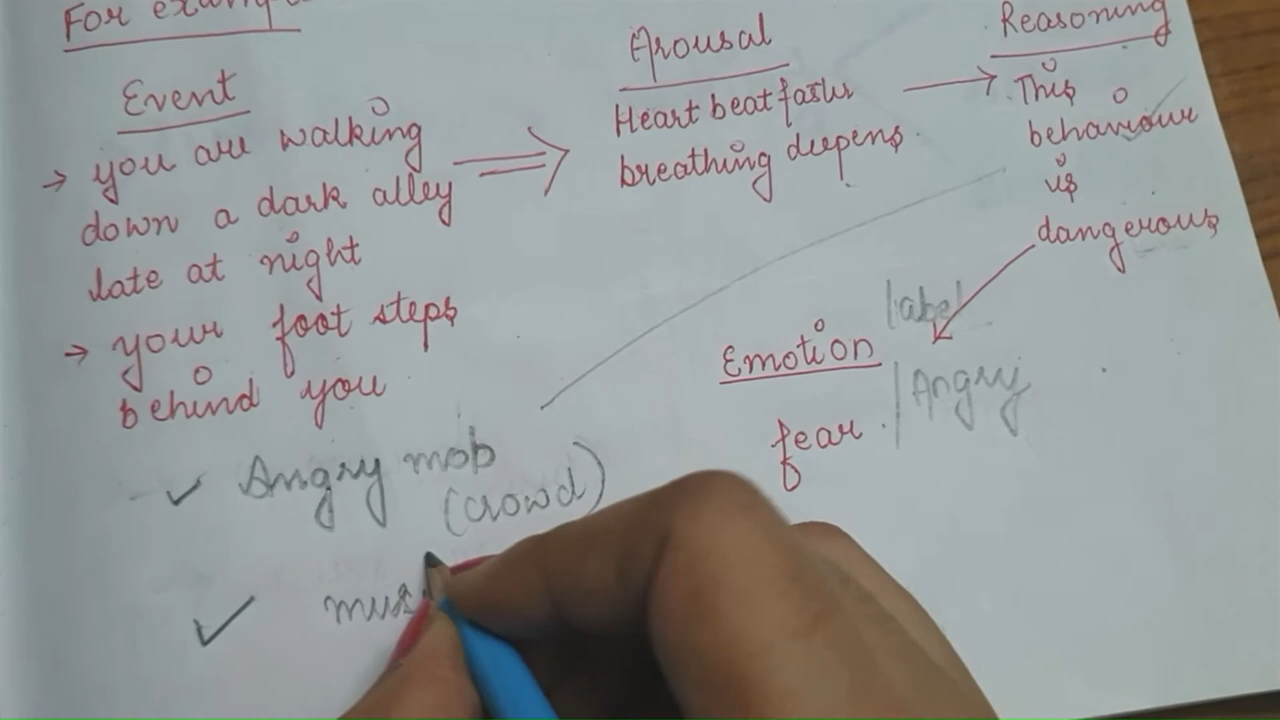 For example
Event
→ you are walking
down a dark alley
late at night
→ your foot steps
behind you
⇒
Arousal
Heart beat faster
breathing deepens.
→
Reasoning
This
behaviour
is
dangerous
label
Emotion
fear. / Angry
✓ Angry mob
(crowd)
✓